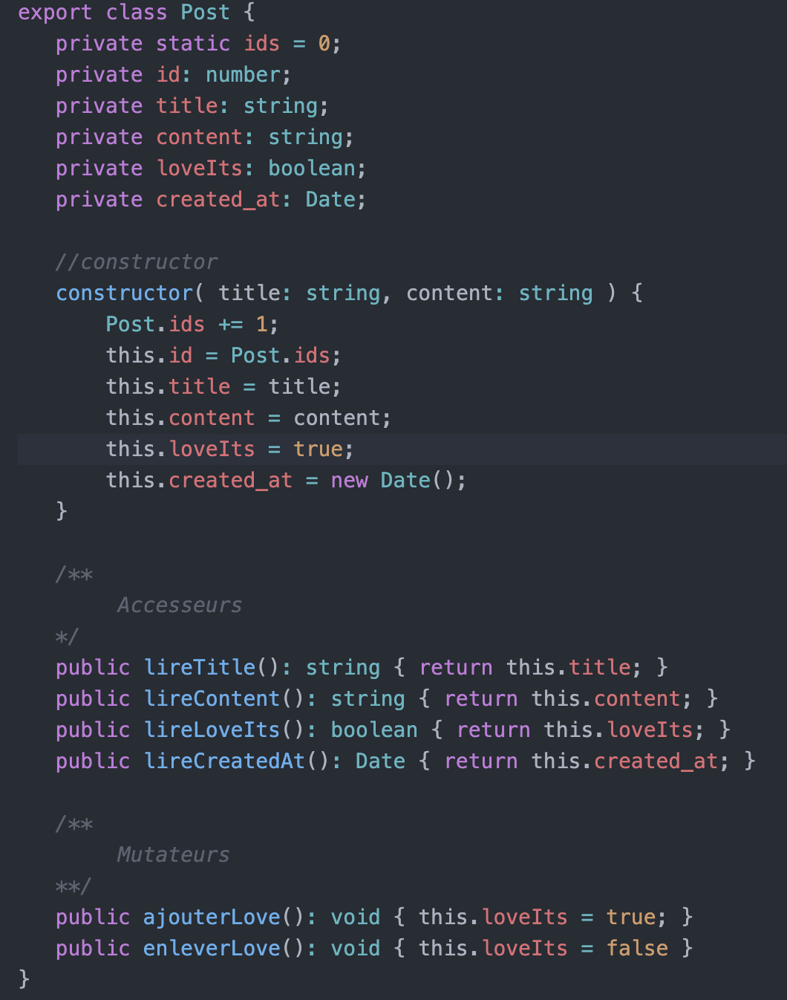 export class Post {
private static ids = 0;
private id: number;
private title: string;
private content: string;
private loveIts: boolean;
private created_at: Date;
//constructor
constructor( title: string, content: string ) {
Post.ids += 1;
this.id = Post.ids;
this.title = title;
this.content = content;
this.loveIts = true;
this.created_at = new Date();
}
/**
Accesseurs
*/
public lireTitle(): string { return this.title; }
public lireContent(): string { return this.content; }
public lireLoveIts(): boolean { return this.loveIts; }
public lireCreatedAt(): Date { return this.created_at; }
/**
Mutateurs
**/
public ajouterLove(): void { this.loveIts = true; }
public enleverLove(): void { this.loveIts = false }
}